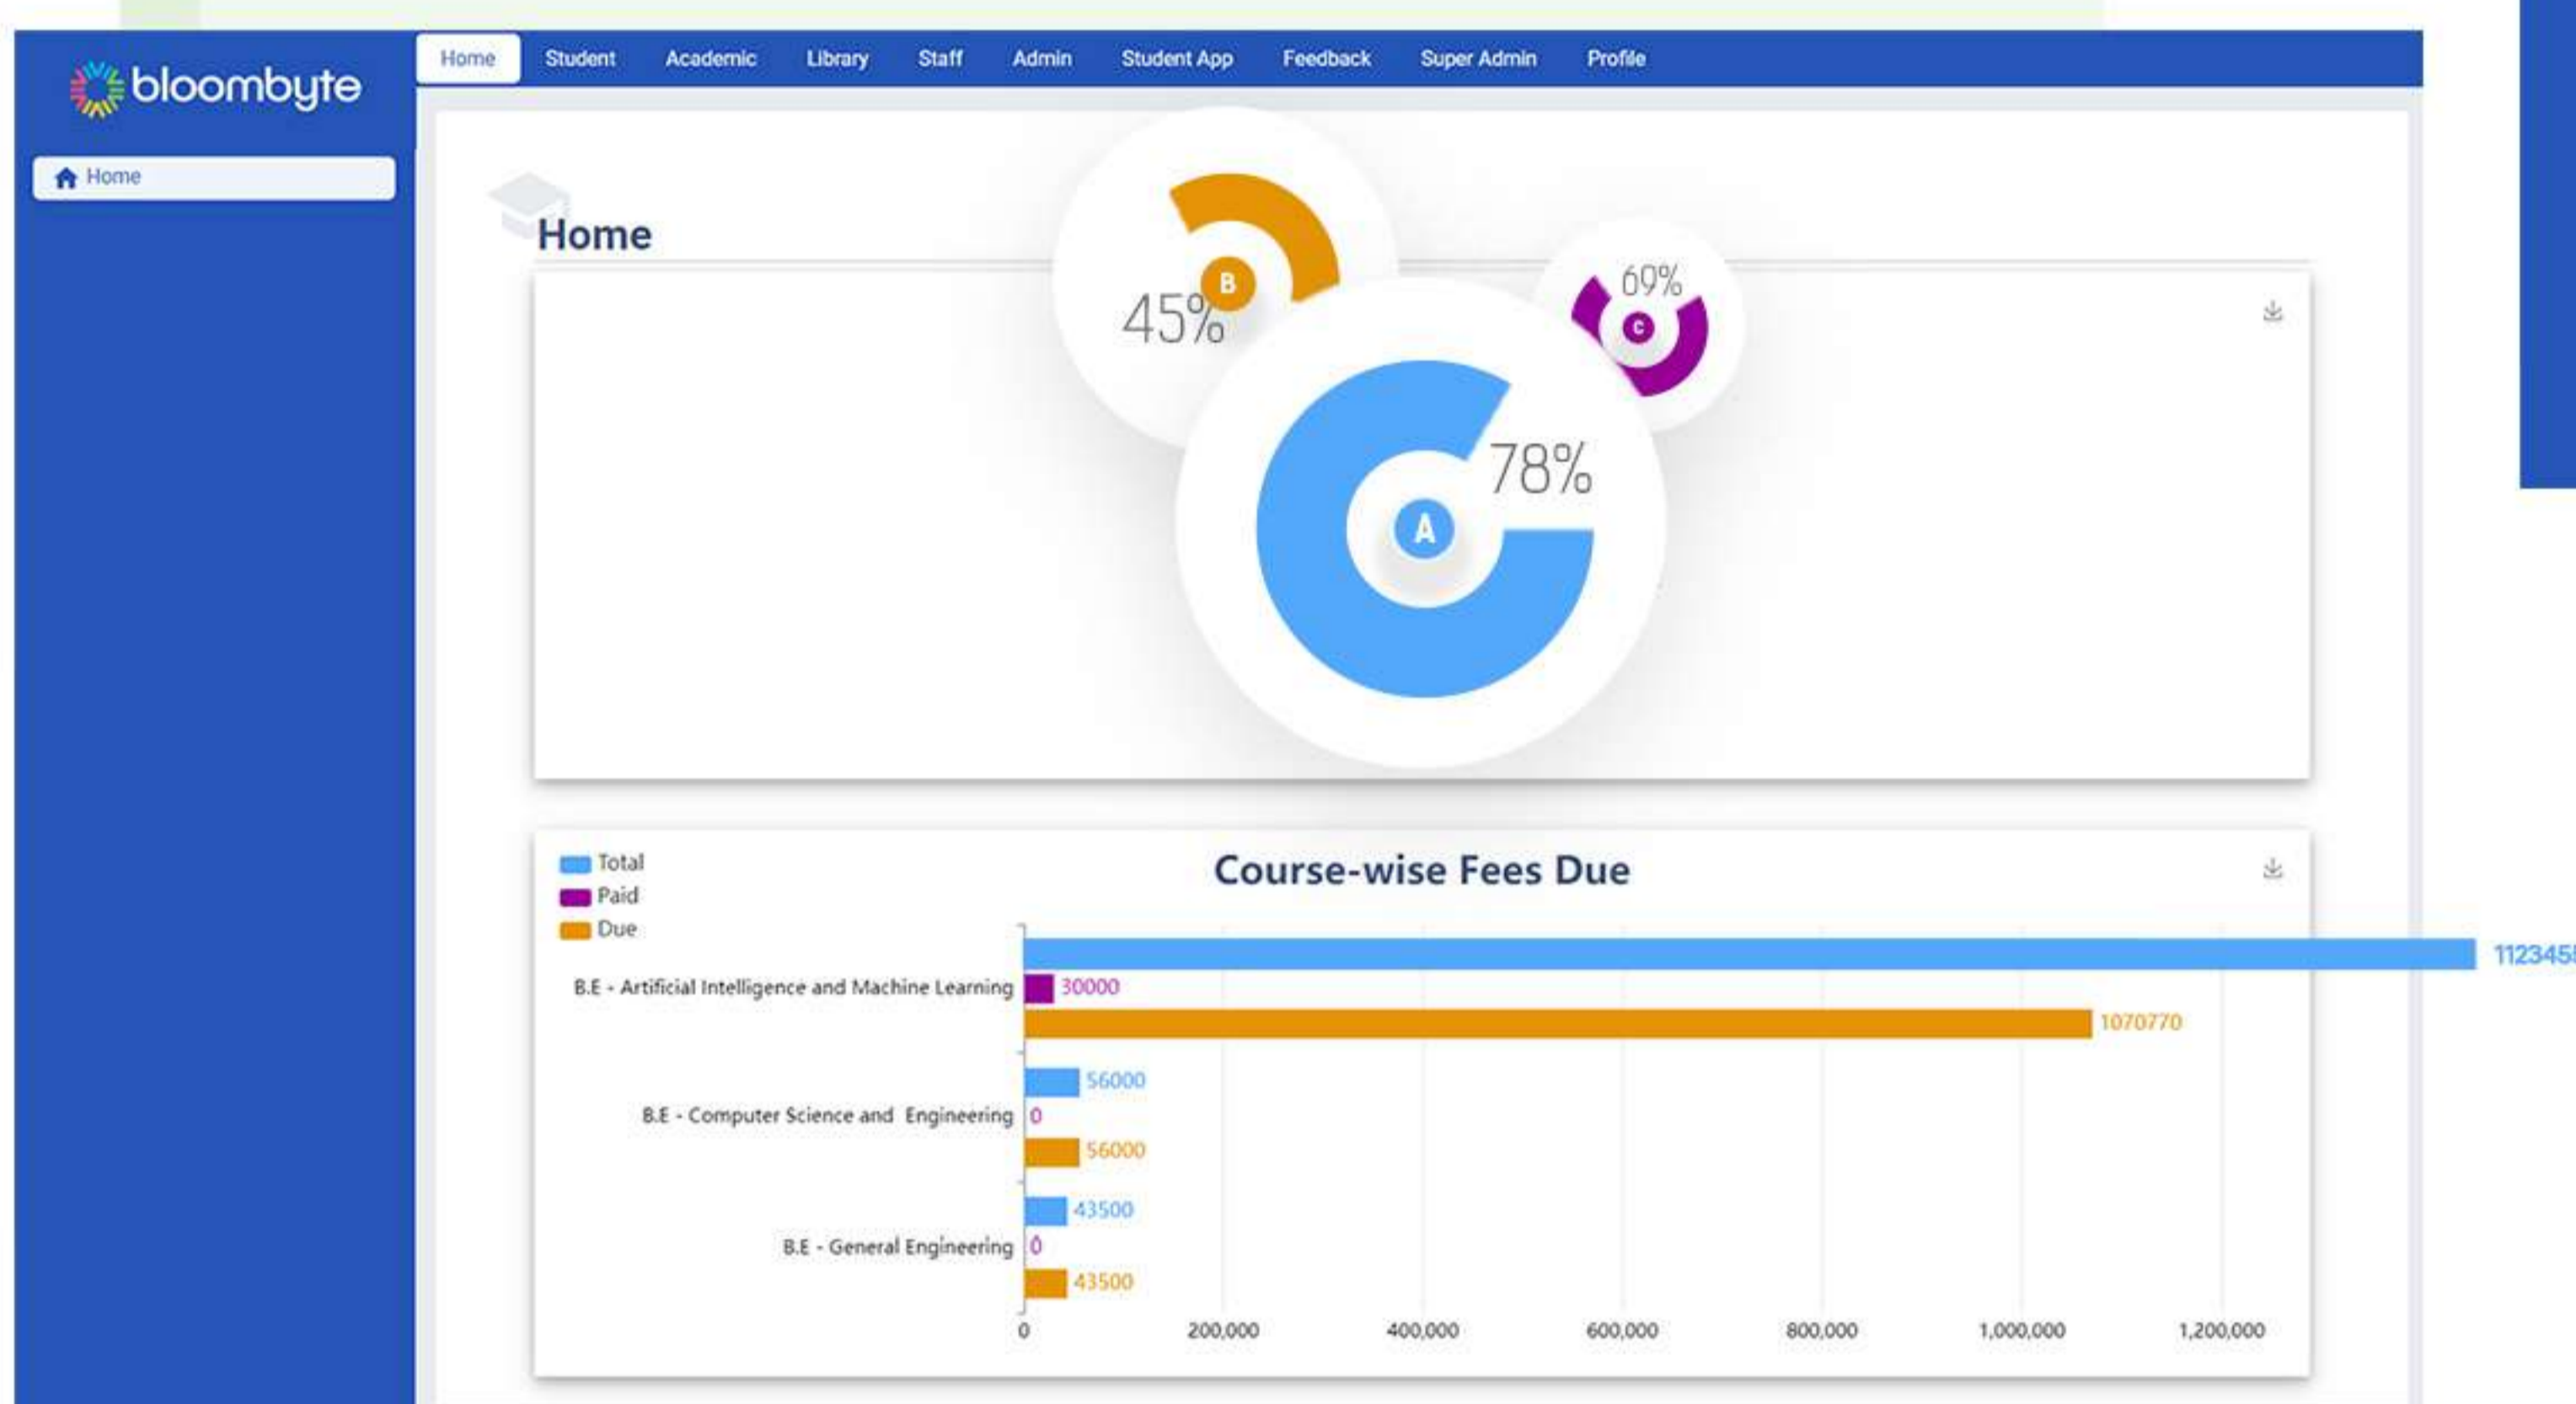 bloombyte
Home Student Academic Library Staff Admin Student App Feedback Super Admin Profile
Home
Home
B
45%
69%
C
78%
A
Total
Paid
Due
Course-wise Fees Due
B.E - Artificial Intelligence and Machine Learning
30000
1070770
56000
B.E - Computer Science and Engineering 0
56000
43500
B.E - General Engineering 0
43500
0 200,000 400,000 600,000 800,000 1,000,000 1,200,000